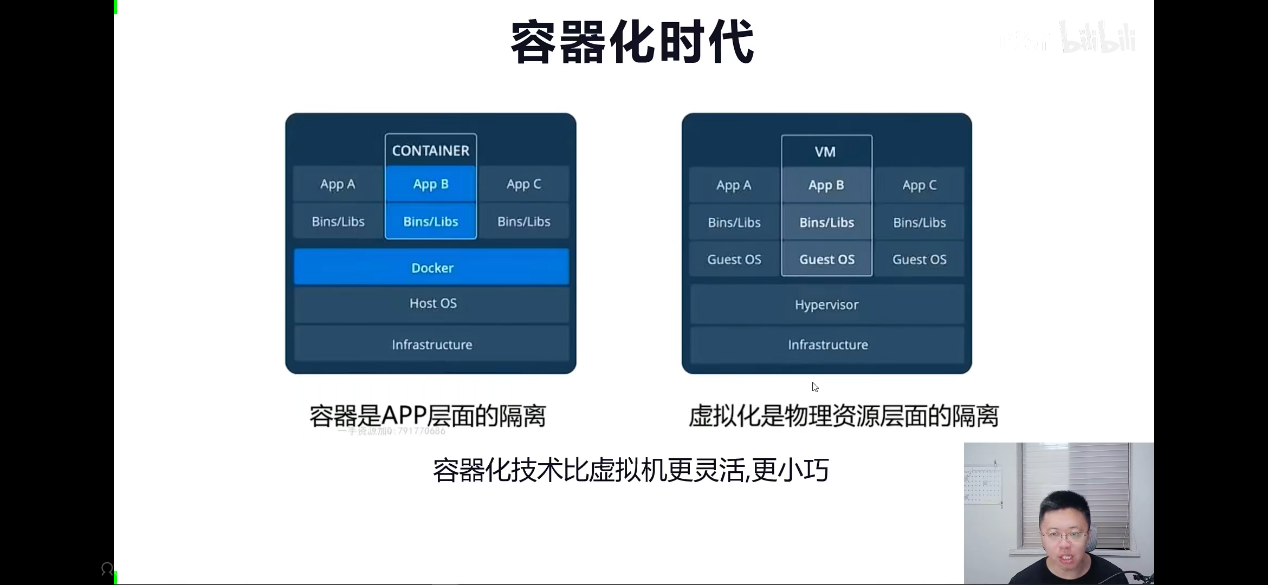 容器化时代
bilibili
CONTAINER
App A App B App C
Bins/Libs Bins/Libs Bins/Libs
Docker
Host OS
Infrastructure
VM
App A App B App C
Bins/Libs Bins/Libs Bins/Libs
Guest OS Guest OS Guest OS
Hypervisor
Infrastructure
容器是APP层面的隔离
虚拟化是物理资源层面的隔离
容器化技术比虚拟机更灵活,更小巧